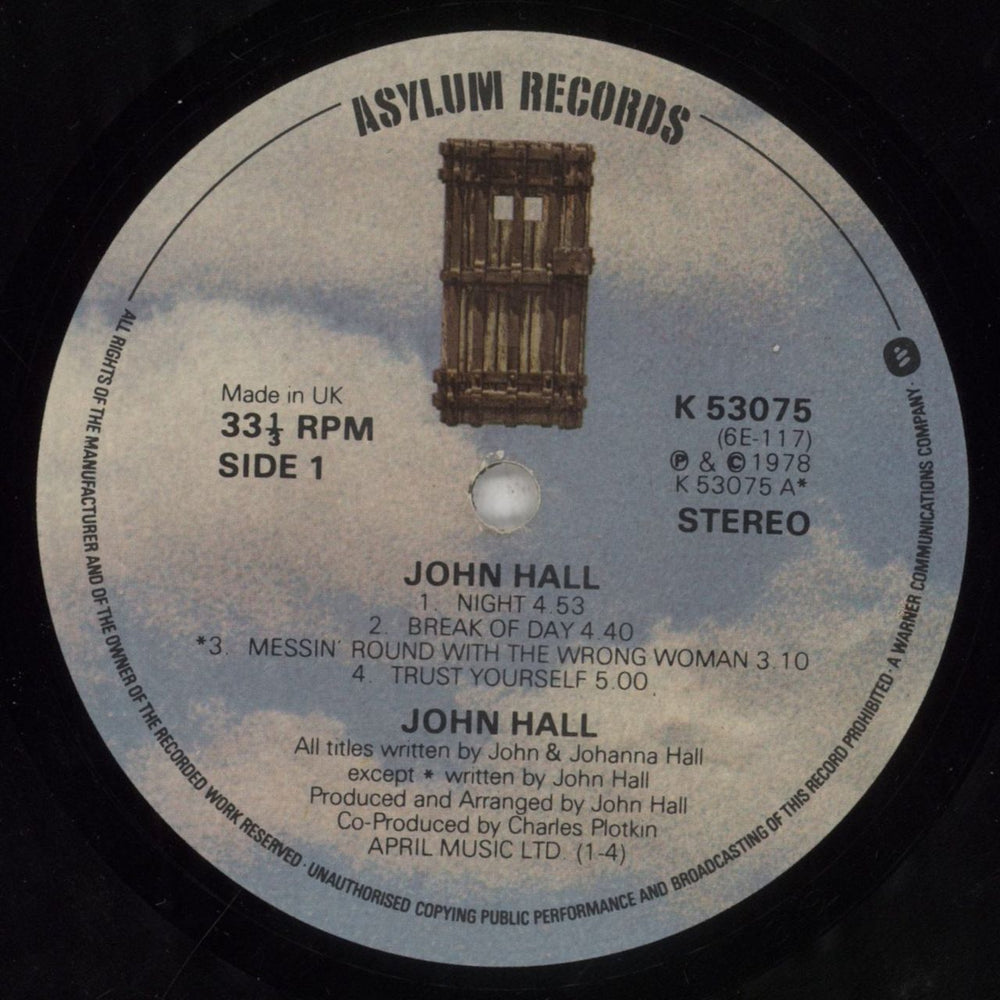 ASYLUM RECORDS
Made in UK
33⅓ RPM
SIDE 1
K 53075
(6E-117)
Ⓟ & © 1978
K 53075 A*
STEREO
JOHN HALL
1. NIGHT 4.53
2. BREAK OF DAY 4.40
*3. MESSIN' ROUND WITH THE WRONG WOMAN 3.10
4. TRUST YOURSELF 5.00
JOHN HALL
All titles written by John & Johanna Hall
except * written by John Hall
Produced and Arranged by John Hall
Co-Produced by Charles Plotkin
APRIL MUSIC LTD. (1-4)
ALL RIGHTS OF THE MANUFACTURER AND OF THE OWNER OF THE RECORDED WORK RESERVED · UNAUTHORISED COPYING PUBLIC PERFORMANCE AND BROADCASTING OF THIS RECORD PROHIBITED · A WARNER COMMUNICATIONS COMPANY ·